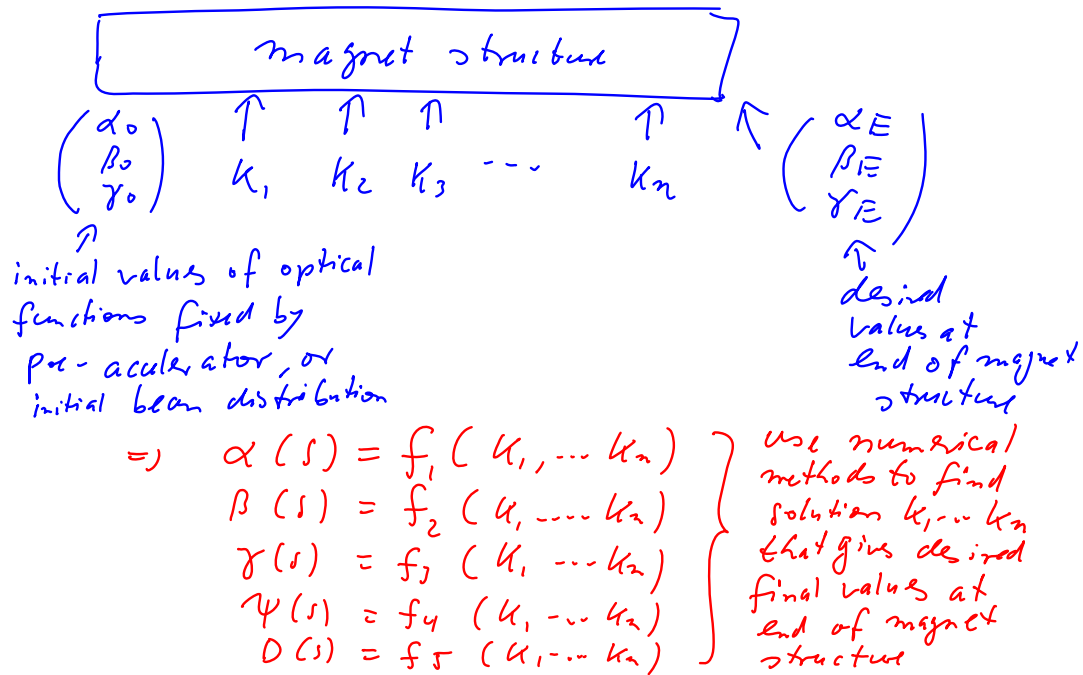 magnet structure
α0
β0
γ0
K1 K2 K3 --- Kn
αE
βE
γE
initial values of optical
functions fixed by
pre-accelerator, or
initial beam distribution
desired
values at
end of magnet
structure
=> α(s) = f1 (K1, ... Kn)
β(s) = f2 (K1, .... Kn)
γ(s) = f3 (K1 --- Kn)
Ψ(s) = f4 (K1 --- Kn)
D(s) = f5 (K1 --- Kn)
use numerical
methods to find
solution K1 ... Kn
that gives desired
final values at
end of magnet
structure